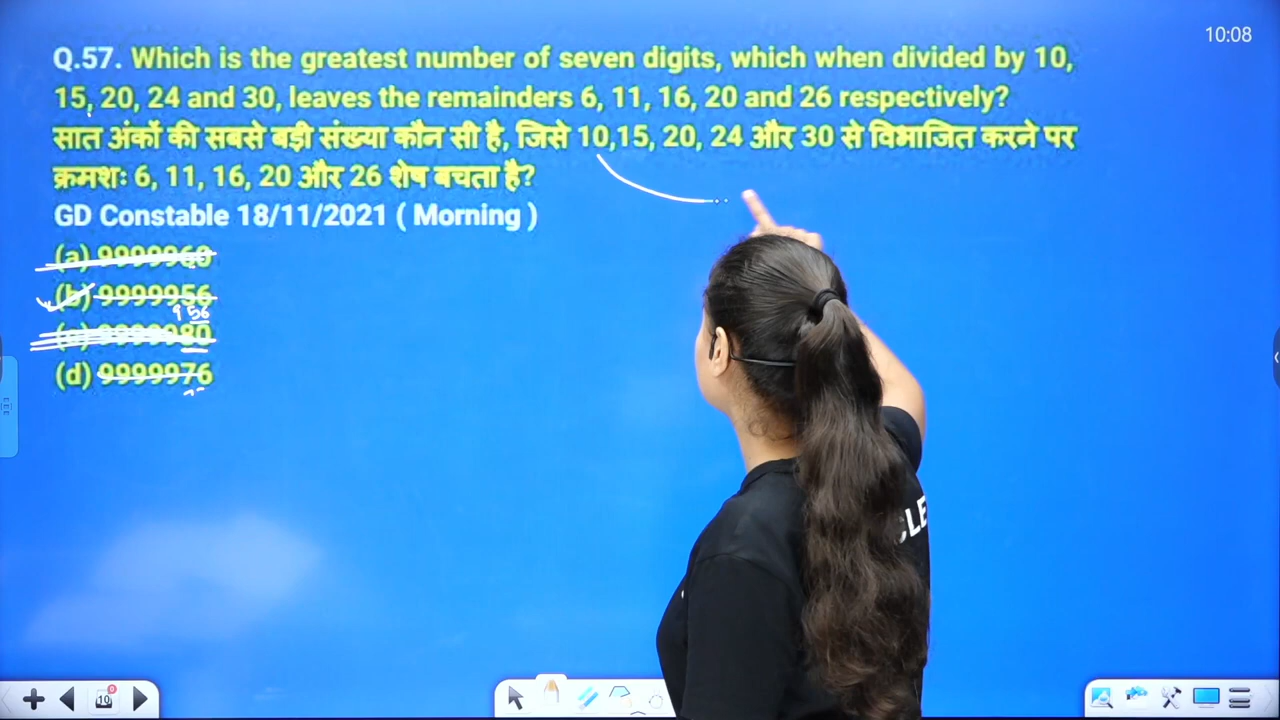 10:08
Q.57. Which is the greatest number of seven digits, which when divided by 10,
15, 20, 24 and 30, leaves the remainders 6, 11, 16, 20 and 26 respectively?
सात अंकों की सबसे बड़ी संख्या कौन सी है, जिसे 10,15, 20, 24 और 30 से विभाजित करने पर
क्रमशः 6, 11, 16, 20 और 26 शेष बचता है?
GD Constable 18/11/2021 ( Morning )
(a) 9999960
(b) 9999956
956
(c) 9999980
(d) 9999976
10